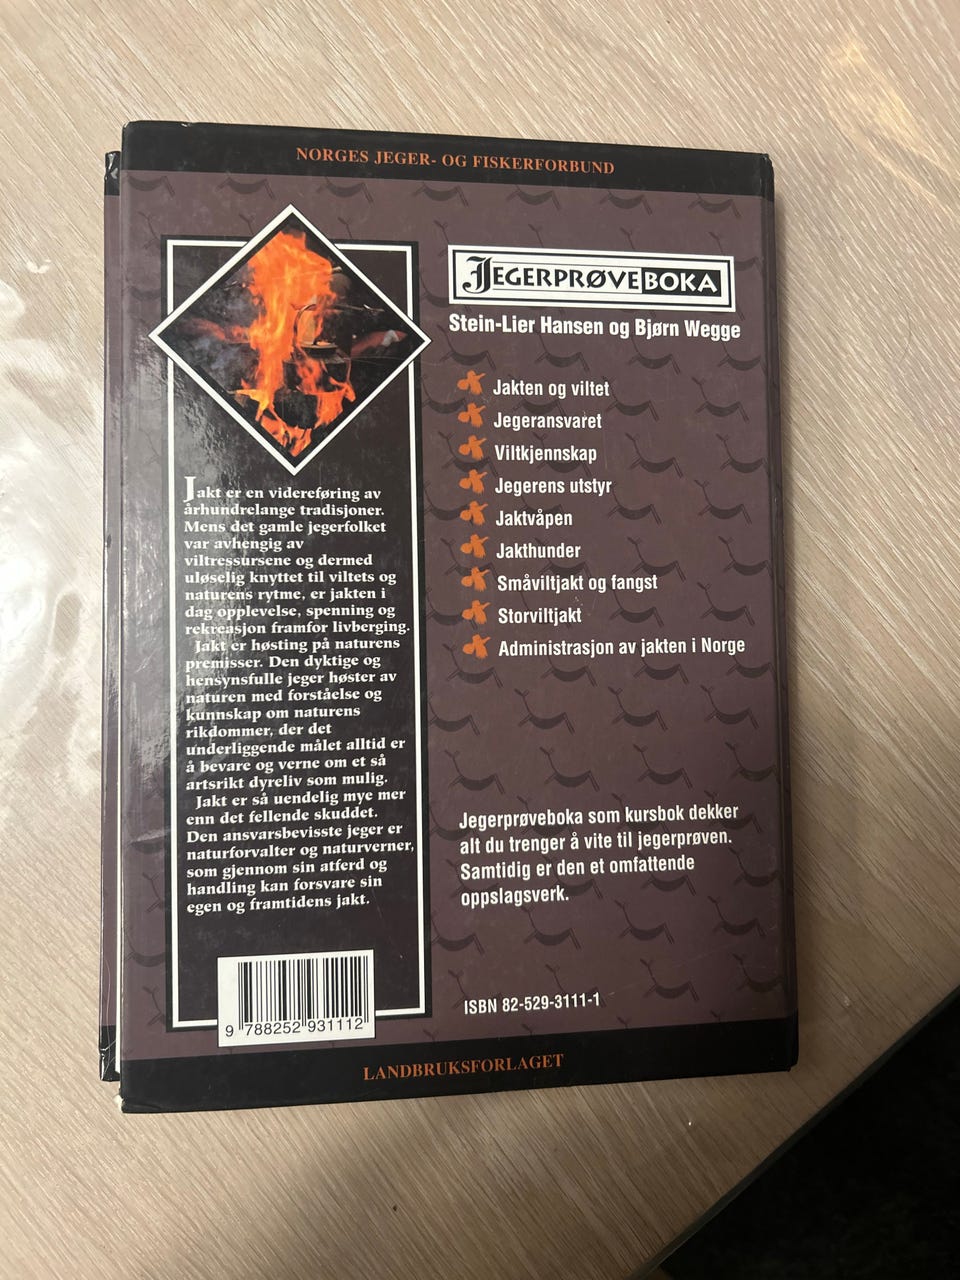 NORGES JEGER- OG FISKERFORBUND
JEGERPRØVEBOKA
Stein-Lier Hansen og Bjørn Wegge
Jakten og viltet
Jegeransvaret
Viltkjennskap
Jegerens utstyr
Jaktvåpen
Jakthunder
Småviltjakt og fangst
Storviltjakt
Administrasjon av jakten i Norge
Jakt er en videreføring av
århundrelange tradisjoner.
Mens det gamle jegerfolket
var avhengig av
viltressursene og dermed
uløselig knyttet til viltets og
naturens rytme, er jakten i
dag opplevelse, spenning og
rekreasjon framfor livberging.
Jakt er høsting på naturens
premisser. Den dyktige og
hensynsfulle jeger høster av
naturen med forståelse og
kunnskap om naturens
rikdommer, der det
underliggende målet alltid er
å bevare og verne om et så
artsrikt dyreliv som mulig.
Jakt er så uendelig mye mer
enn det fellende skuddet.
Den ansvarsbevisste jeger er
naturforvalter og naturverner,
som gjennom sin atferd og
handling kan forsvare sin
egen og framtidens jakt.
Jegerprøveboka som kursbok dekker
alt du trenger å vite til jegerprøven.
Samtidig er den et omfattende
oppslagsverk.
ISBN 82-529-3111-1
9 788252 931112
LANDBRUKSFORLAGET